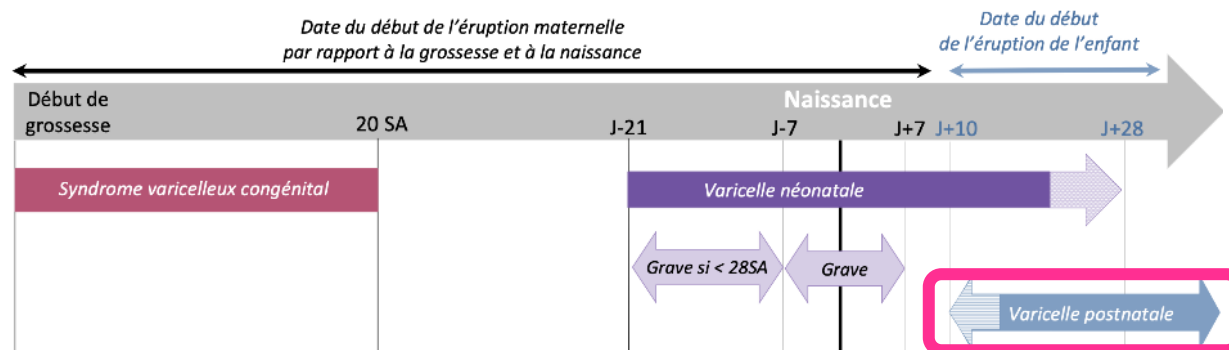 Date du début de l'éruption maternelle
par rapport à la grossesse et à la naissance
Date du début
de l'éruption de l'enfant
Début de
grossesse
Naissance
20 SA
J-21
J-7
J+7
J+10
J+28
Syndrome varicelleux congénital
Varicelle néonatale
Grave si < 28SA
Grave
Varicelle postnatale